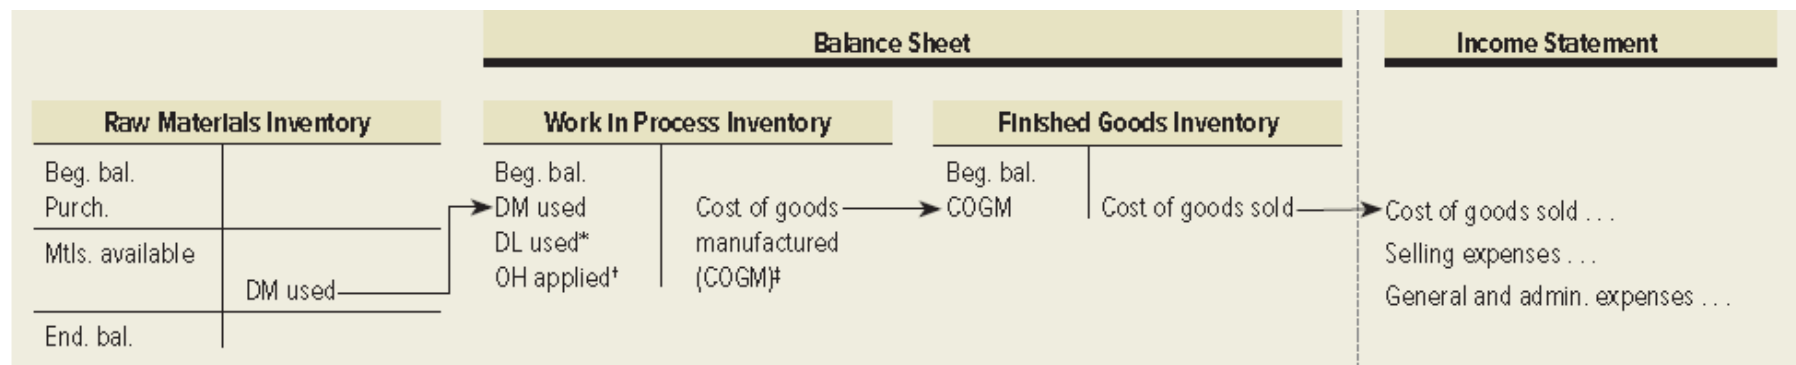 Balance Sheet
Income Statement
Raw Materials Inventory
Beg. bal.
Purch.
Mtls. available
DM used
End. bal.
Work In Process Inventory
Beg. bal.
DM used
DL used*
OH applied†
Cost of goods
manufactured
(COGM)‡
Finished Goods Inventory
Beg. bal.
COGM
Cost of goods sold
Cost of goods sold . . .
Selling expenses . . .
General and admin. expenses . . .